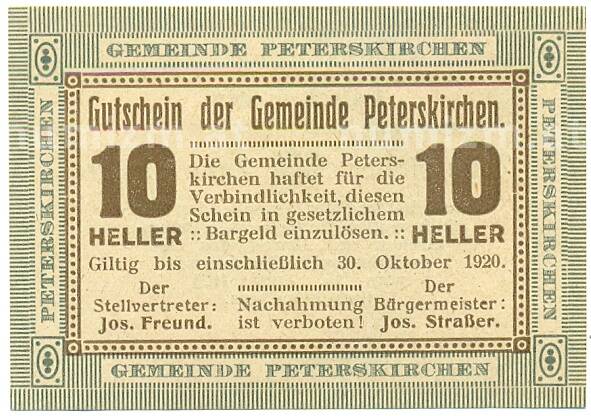 GEMEINDE PETERSKIRCHEN
PETERSKIRCHEN
Gutschein der Gemeinde Peterskirchen.
10 HELLER
Die Gemeinde Peters-
kirchen haftet für die
Verbindlichkeit, diesen
Schein in gesetzlichem
:: Bargeld einzulösen. ::
10 HELLER
Giltig bis einschließlich 30. Oktober 1920.
Der
Stellvertreter:
Jos. Freund.
Nachahmung
ist verboten!
Der
Bürgermeister:
Jos. Straßer.
PETERSKIRCHEN
GEMEINDE PETERSKIRCHEN